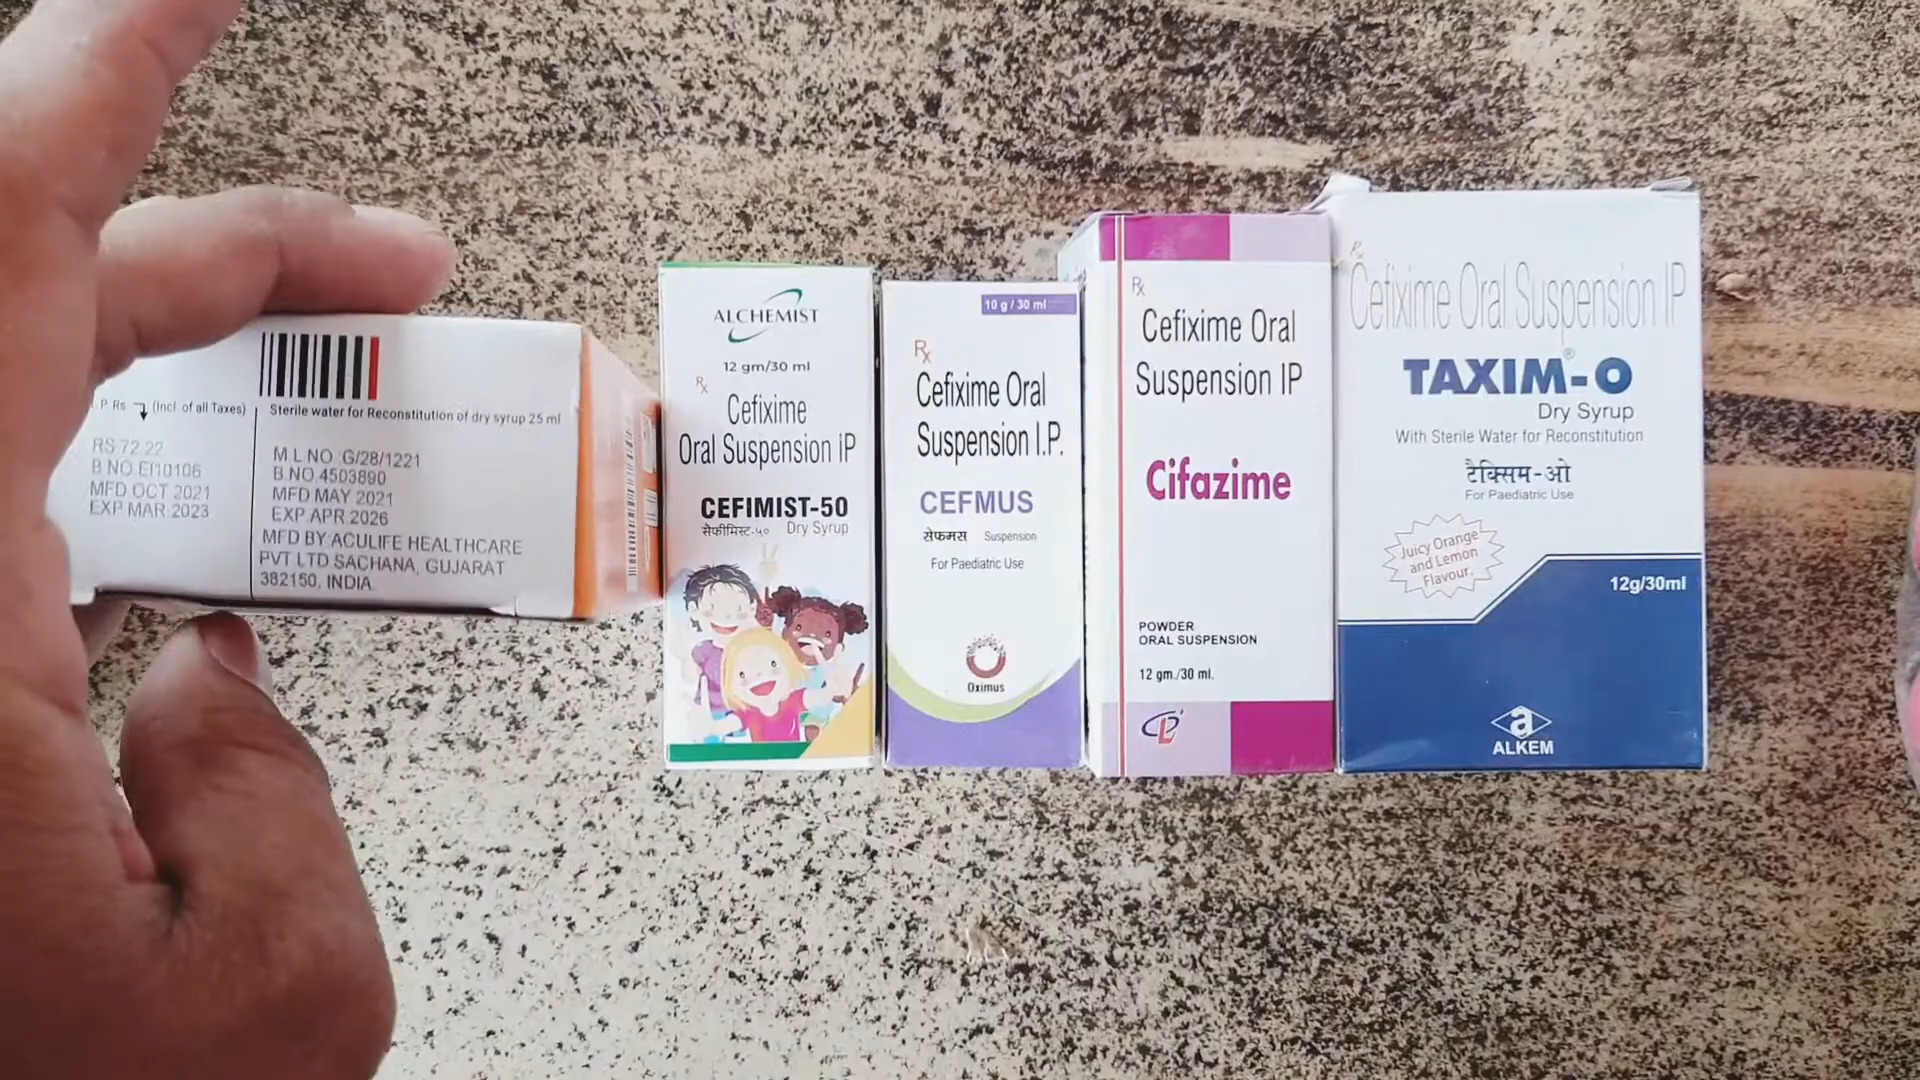 P. Rs (Incl. of all Taxes)
RS.72.22
B.NO.EI10106
MFD OCT 2021
EXP MAR.2023
Sterile water for Reconstitution of dry syrup 25 ml
M.L NO :G/28/1221
B.NO.4503890
MFD MAY 2021
EXP APR.2026
MFD BY:ACULIFE HEALTHCARE
PVT LTD SACHANA, GUJARAT
382150, INDIA.
ALCHEMIST
12 gm/30 ml
Rx
Cefixime
Oral Suspension IP
CEFIMIST-50
सेफीमिस्ट-५० Dry Syrup
10 g / 30 ml
Rx
Cefixime Oral
Suspension I.P.
CEFMUS
सेफमस Suspension
For Paediatric Use
Oximus
Rx
Cefixime Oral
Suspension IP
Cifazime
POWDER
ORAL SUSPENSION
12 gm./30 ml.
Rx
Cefixime Oral Suspension IP
TAXIM-O®
Dry Syrup
With Sterile Water for Reconstitution
टैक्सिम-ओ
For Paediatric Use
Juicy Orange
and Lemon
Flavour.
12g/30ml
a
ALKEM